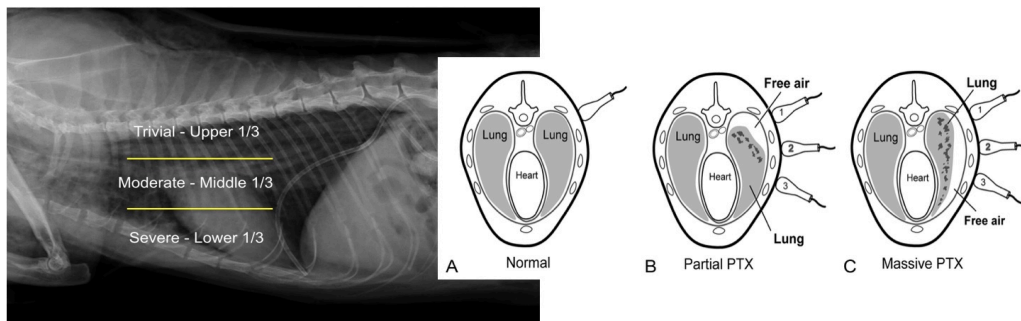 Trivial - Upper 1/3
Moderate - Middle 1/3
Severe - Lower 1/3
Lung
Lung
Heart
A
Normal
Free air
Lung
Heart
1
2
3
Lung
B
Partial PTX
Lung
Lung
Heart
1
2
3
Free air
C
Massive PTX